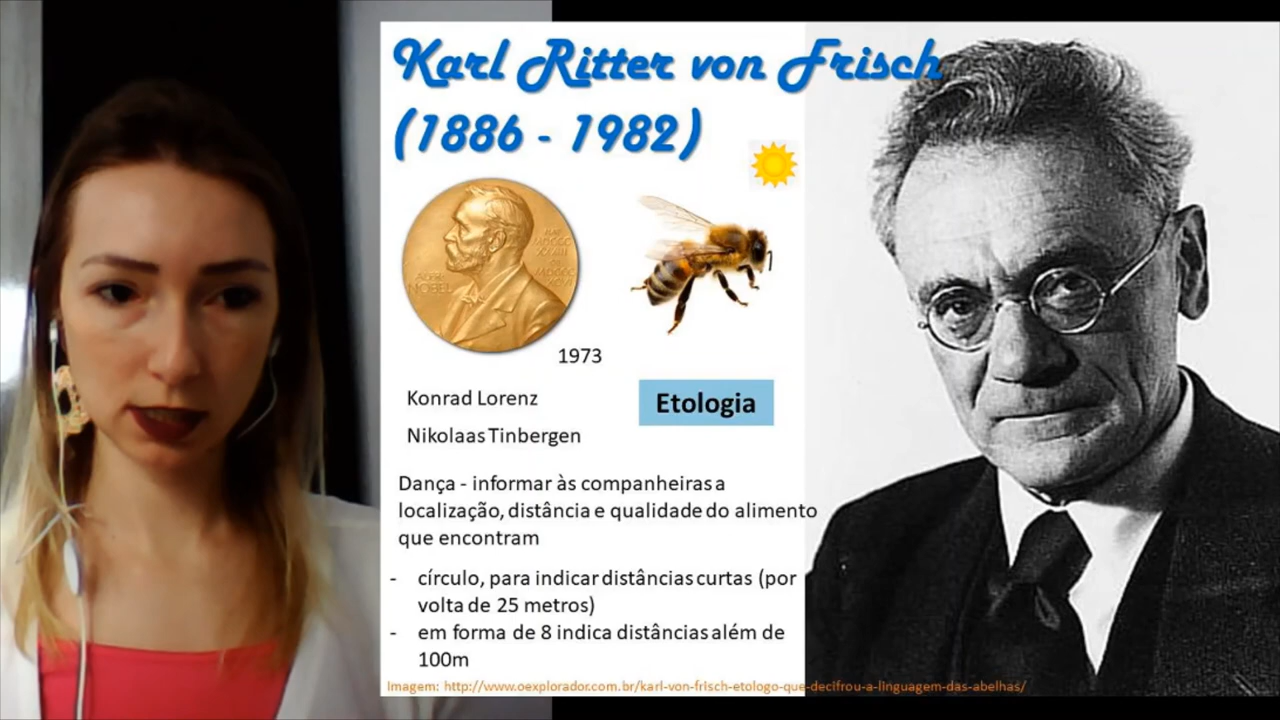 Karl Ritter von Frisch
(1886 - 1982)
ALFR.
NOBEL
1973
Konrad Lorenz
Etologia
Nikolaas Tinbergen
Dança - informar às companheiras a
localização, distância e qualidade do alimento
que encontram
- círculo, para indicar distâncias curtas (por
volta de 25 metros)
- em forma de 8 indica distâncias além de
100m
Imagem: http://www.oexplorador.com.br/karl-von-frisch-etologo-que-decifrou-a-linguagem-das-abelhas/